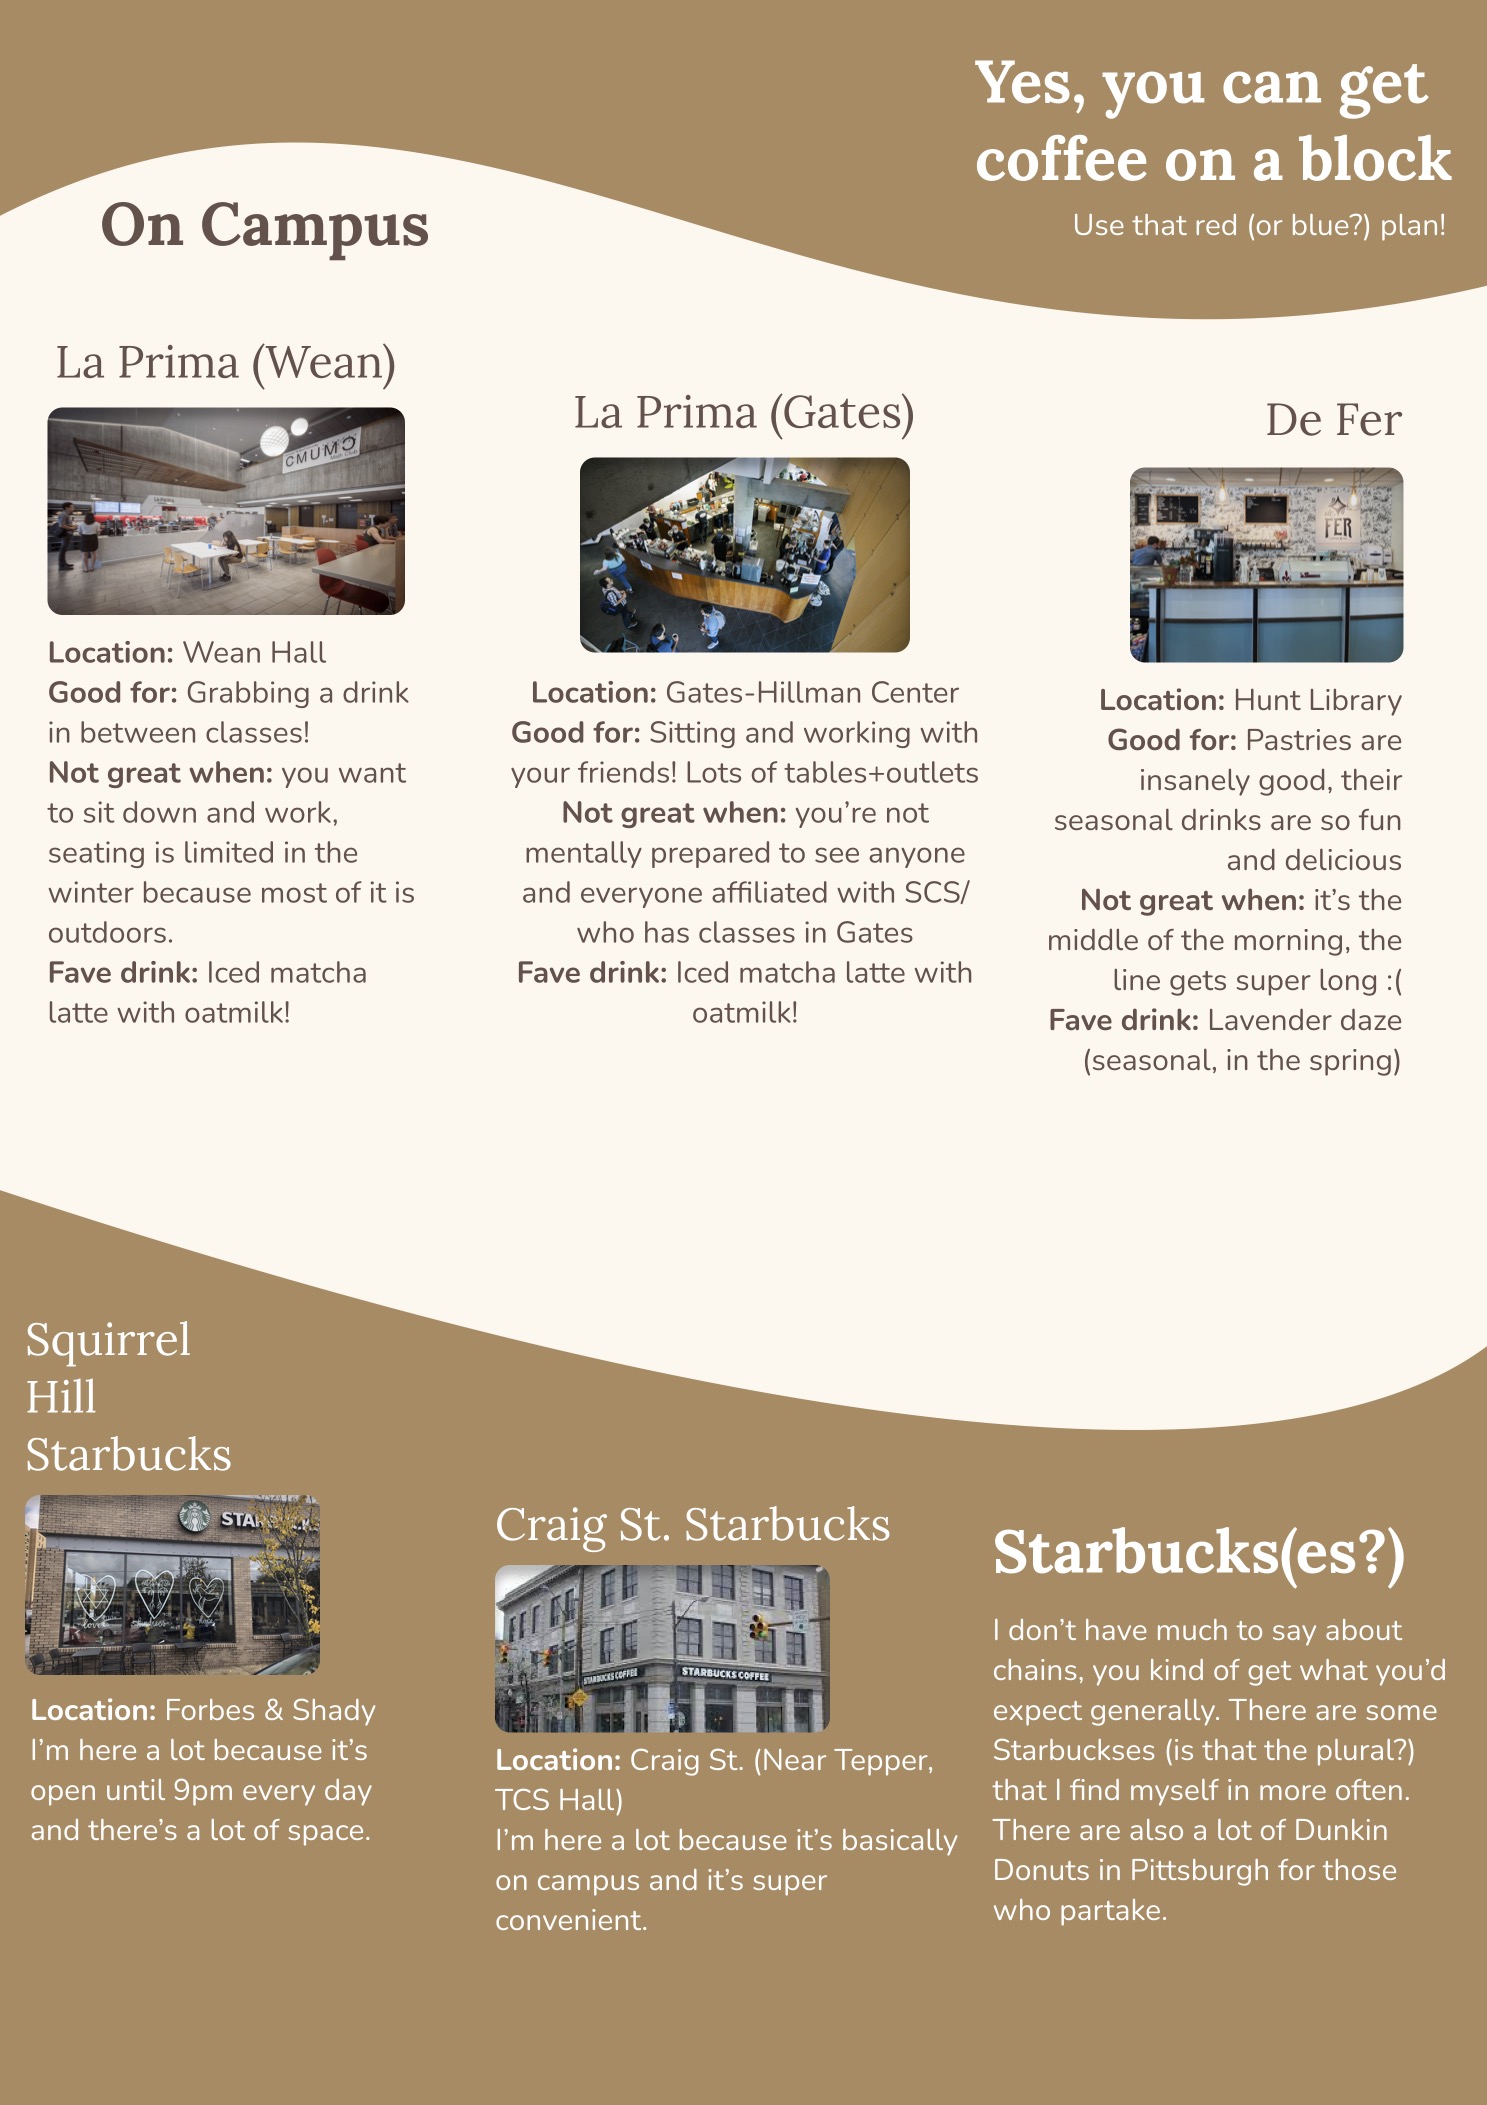 Yes, you can get
coffee on a block
Use that red (or blue?) plan!
On Campus
La Prima (Wean)
CMUMC
Location: Wean Hall
Good for: Grabbing a drink
in between classes!
Not great when: you want
to sit down and work,
seating is limited in the
winter because most of it is
outdoors.
Fave drink: Iced matcha
latte with oatmilk!
La Prima (Gates)
Location: Gates-Hillman Center
Good for: Sitting and working with
your friends! Lots of tables+outlets
Not great when: you're not
mentally prepared to see anyone
and everyone affiliated with SCS/
who has classes in Gates
Fave drink: Iced matcha latte with
oatmilk!
De Fer
FER
Location: Hunt Library
Good for: Pastries are
insanely good, their
seasonal drinks are so fun
and delicious
Not great when: it's the
middle of the morning, the
line gets super long :(
Fave drink: Lavender daze
(seasonal, in the spring)
Squirrel
Hill
Starbucks
Location: Forbes & Shady
I'm here a lot because it's
open until 9pm every day
and there's a lot of space.
Craig St. Starbucks
STARBUCKS COFFEE
STARBUCKS COFFEE
Location: Craig St. (Near Tepper,
TCS Hall)
I'm here a lot because it's basically
on campus and it's super
convenient.
Starbucks(es?)
I don't have much to say about
chains, you kind of get what you'd
expect generally. There are some
Starbuckses (is that the plural?)
that I find myself in more often.
There are also a lot of Dunkin
Donuts in Pittsburgh for those
who partake.